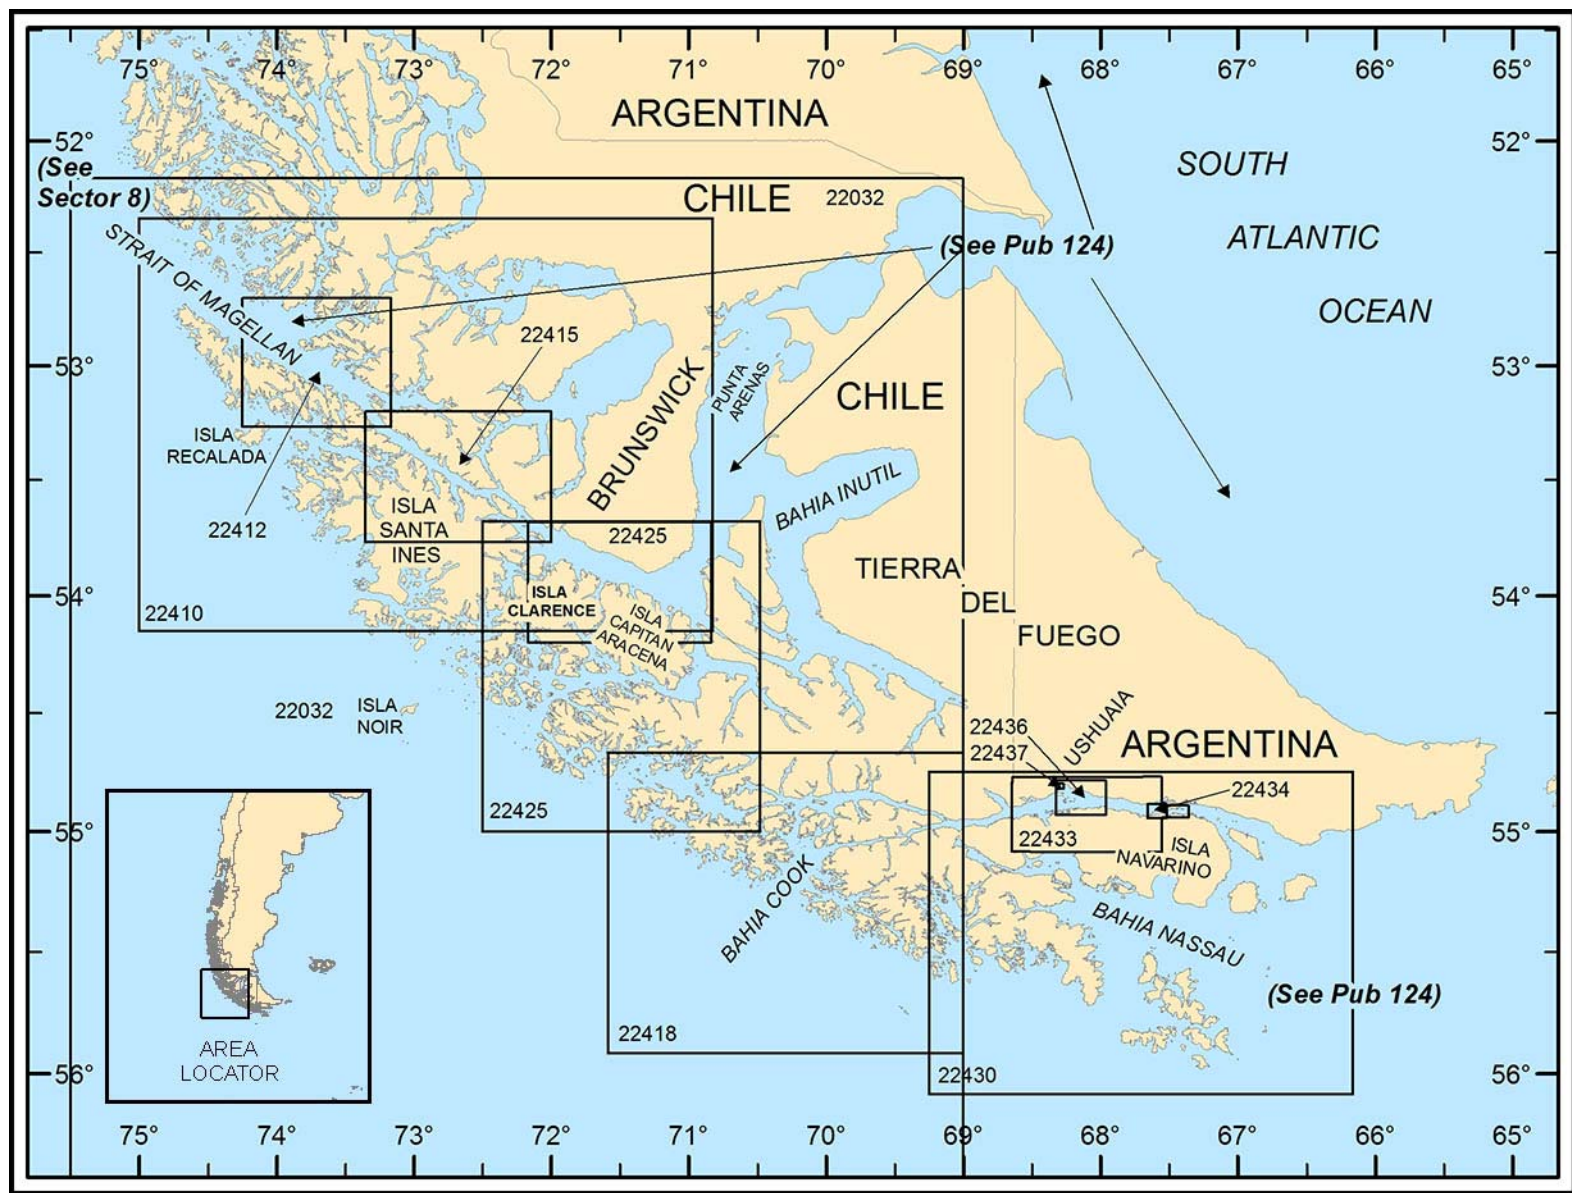 75° 74° 73° 72° 71° 70° 69° 68° 67° 66° 65°
ARGENTINA
52° 52°
(See
Sector 8)
SOUTH
CHILE
22032
ATLANTIC
(See Pub 124)
STRAIT OF MAGELLAN
OCEAN
22415
53° 53°
PUNTA
ARENAS
CHILE
BRUNSWICK
ISLA
RECALADA
BAHIA INUTIL
22412
ISLA
SANTA
INES
22425
TIERRA
DEL
FUEGO
54° 54°
ISLA
CLARENCE
ISLA
CAPITAN
ARACENA
22410
22032
ISLA
NOIR
22436
22437
USHUAIA
ARGENTINA
22434
22425
55° 55°
22433
ISLA
NAVARINO
BAHIA COOK
BAHIA NASSAU
(See Pub 124)
22418
AREA
LOCATOR
56° 56°
22430
75° 74° 73° 72° 71° 70° 69° 68° 67° 66° 65°